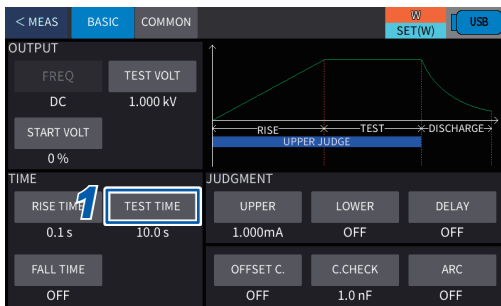 < MEAS BASIC COMMON W SET(W) USB
OUTPUT
FREQ TEST VOLT
DC 1.000 kV
START VOLT
0 %
RISE TEST DISCHARGE
UPPER JUDGE
TIME
RISE TIME 1 TEST TIME
0.1 s 10.0 s
FALL TIME
OFF
JUDGMENT
UPPER LOWER DELAY
1.000mA OFF OFF
OFFSET C. C.CHECK ARC
OFF 1.0 nF OFF